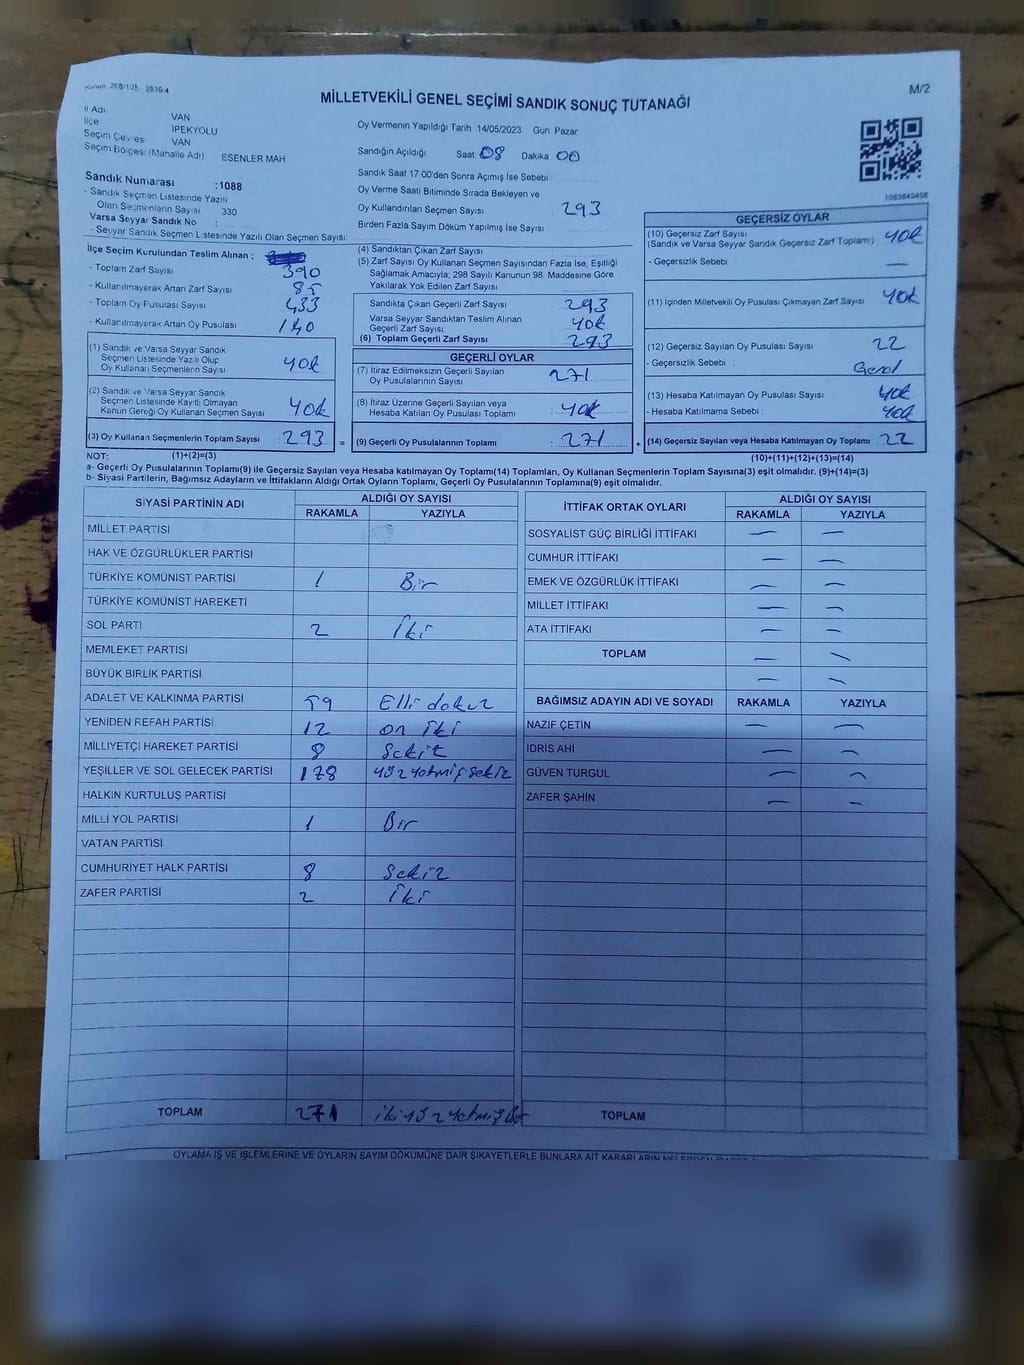 MİLLETVEKİLİ GENEL SEÇİMİ SANDIK SONUÇ TUTANAĞI
M/2
İl Adı VAN
İlçe İPEKYOLU
Seçim Çevresi VAN
Seçim Bölgesi (Mahalle Adı) ESENLER MAH
Oy Vermenin Yapıldığı Tarih 14/05/2023 Gün Pazar
Sandığın Açıldığı Saat 08 Dakika 00
Sandık Saat 17:00'den Sonra Açılmış İse Sebebi
Oy Verme Saati Bitiminde Sırada Bekleyen ve
Oy Kullandırılan Seçmen Sayısı 293
Birden Fazla Sayım Döküm Yapılmış İse Sayısı
Sandık Numarası :1088
- Sandık Seçmen Listesinde Yazılı
Olan Seçmenlerin Sayısı 330
Varsa Seyyar Sandık No :
- Seyyar Sandık Seçmen Listesinde Yazılı Olan Seçmen Sayısı:
İlçe Seçim Kurulundan Teslim Alınan :
- Toplam Zarf Sayısı 390
- Kullanılmayarak Artan Zarf Sayısı 85
- Toplam Oy Pusulası Sayısı 433
- Kullanılmayarak Artan Oy Pusulası 140
(1) Sandık ve Varsa Seyyar Sandık
Seçmen Listesinde Yazılı Olup
Oy Kullanan Seçmenlerin Sayısı YOK
(2) Sandık ve Varsa Seyyar Sandık
Seçmen Listesinde Kayıtlı Olmayan
Kanun Gereği Oy Kullanan Seçmen Sayısı YOK
(3) Oy Kullanan Seçmenlerin Toplam Sayısı 293 =
(4) Sandıktan Çıkan Zarf Sayısı
(5) Zarf Sayısı Oy Kullanan Seçmen Sayısından Fazla İse, Eşitliği
Sağlamak Amacıyla; 298 Sayılı Kanunun 98. Maddesine Göre
Yakılarak Yok Edilen Zarf Sayısı
Sandıkta Çıkan Geçerli Zarf Sayısı 293
Varsa Seyyar Sandıktan Teslim Alınan
Geçerli Zarf Sayısı YOK
(6) Toplam Geçerli Zarf Sayısı 293
GEÇERLİ OYLAR
(7) İtiraz Edilmeksizin Geçerli Sayılan
Oy Pusulalarının Sayısı 271
(8) İtiraz Üzerine Geçerli Sayılan veya
Hesaba Katılan Oy Pusulası Toplamı YOK
(9) Geçerli Oy Pusulalarının Toplamı 271 +
GEÇERSİZ OYLAR
(10) Geçersiz Zarf Sayısı YOK
(Sandık ve Varsa Seyyar Sandık Geçersiz Zarf Toplamı)
- Geçersizlik Sebebi —
(11) İçinden Milletvekili Oy Pusulası Çıkmayan Zarf Sayısı YOK
(12) Geçersiz Sayılan Oy Pusulası Sayısı 22
- Geçersizlik Sebebi :
(13) Hesaba Katılmayan Oy Pusulası Sayısı YOK
- Hesaba Katılmama Sebebi : YOK
(14) Geçersiz Sayılan veya Hesaba Katılmayan Oy Toplamı 22
NOT: (1)+(2)=(3) (10)+(11)+(12)+(13)=(14)
a- Geçerli Oy Pusulalarının Toplamı(9) ile Geçersiz Sayılan veya Hesaba katılmayan Oy Toplamı(14) Toplamları, Oy Kullanan Seçmenlerin Toplam Sayısına(3) eşit olmalıdır. (9)+(14)=(3)
b- Siyasi Partilerin, Bağımsız Adayların ve İttifakların Aldığı Ortak Oyların Toplamı, Geçerli Oy Pusulalarının Toplamına(9) eşit olmalıdır.
SİYASİ PARTİNİN ADI ALDIĞI OY SAYISI
RAKAMLA YAZIYLA
MİLLET PARTİSİ
HAK VE ÖZGÜRLÜKLER PARTİSİ
TÜRKİYE KOMÜNİST PARTİSİ 1 Bir
TÜRKİYE KOMÜNİST HAREKETİ
SOL PARTİ 2 İki
MEMLEKET PARTİSİ
BÜYÜK BİRLİK PARTİSİ
ADALET VE KALKINMA PARTİSİ 59 Elli dokuz
YENİDEN REFAH PARTİSİ 12 on iki
MİLLİYETÇİ HAREKET PARTİSİ 8 Sekiz
YEŞİLLER VE SOL GELECEK PARTİSİ 178 yüz yetmiş sekiz
HALKIN KURTULUŞ PARTİSİ
MİLLİ YOL PARTİSİ 1 Bir
VATAN PARTİSİ
CUMHURİYET HALK PARTİSİ 8 Sekiz
ZAFER PARTİSİ 2 İki
TOPLAM 271 iki yüz yetmiş bir
İTTİFAK ORTAK OYLARI ALDIĞI OY SAYISI
RAKAMLA YAZIYLA
SOSYALİST GÜÇ BİRLİĞİ İTTİFAKI — —
CUMHUR İTTİFAKI — —
EMEK VE ÖZGÜRLÜK İTTİFAKI — —
MİLLET İTTİFAKI — —
ATA İTTİFAKI — —
TOPLAM — —
— —
BAĞIMSIZ ADAYIN ADI VE SOYADI RAKAMLA YAZIYLA
NAZİF ÇETİN — —
İDRİS AHİ — —
GÜVEN TURGUL — —
ZAFER ŞAHİN — —
TOPLAM
OYLAMA İŞ VE İŞLEMLERİNE VE OYLARIN SAYIM DÖKÜMÜNE DAİR ŞİKAYETLERLE BUNLARA AİT KARARLARIN